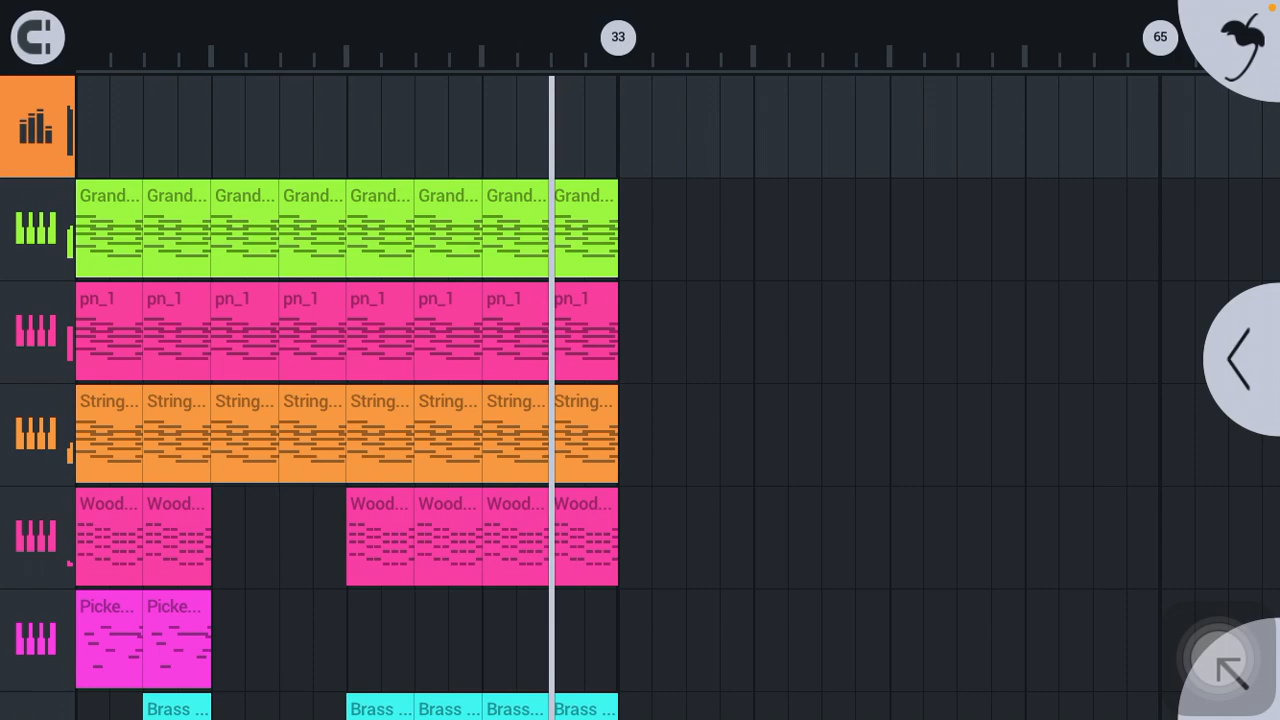 33 65
Grand... Grand... Grand... Grand... Grand... Grand... Grand... Grand...
pn_1 pn_1 pn_1 pn_1 pn_1 pn_1 pn_1 pn_1
String... String... String... String... String... String... String... String...
Wood... Wood... Wood... Wood... Wood... Wood...
Picke... Picke...
Brass ... Brass ... Brass ... Brass... Brass ...